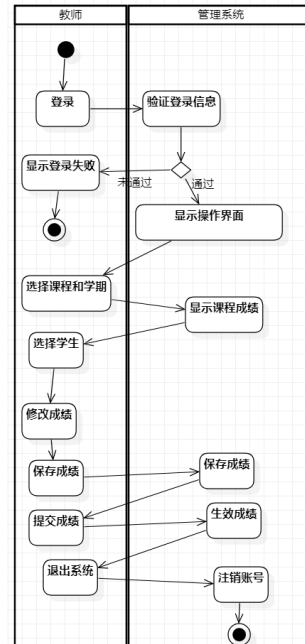 教师
管理系统
登录
验证登录信息
显示登录失败
未通过
通过
显示操作界面
选择课程和学期
显示课程成绩
选择学生
修改成绩
保存成绩
保存成绩
提交成绩
生效成绩
退出系统
注销账号